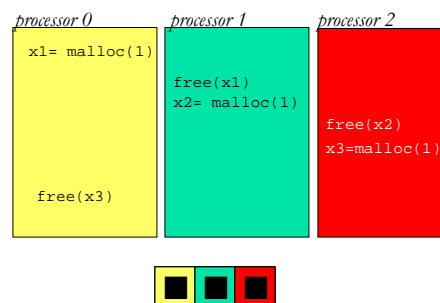 processor 0
processor 1
processor 2
x1= malloc(1)
free(x1)
x2= malloc(1)
free(x2)
x3=malloc(1)
free(x3)